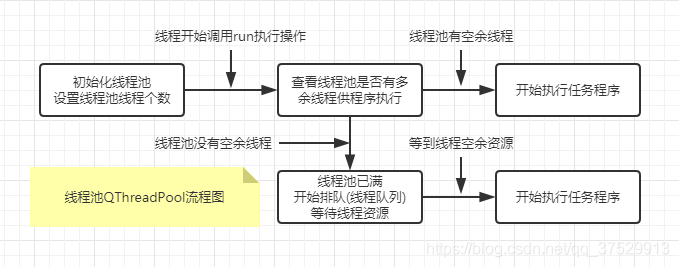 线程开始调用run执行操作
线程池有空余线程
初始化线程池
设置线程池线程个数
查看线程池是否有多
余线程供程序执行
开始执行任务程序
线程池没有空余线程
等到线程空余资源
线程池QThreadPool流程图
线程池已满
开始排队(线程队列)
等待线程资源
开始执行任务程序
https://blog.csdn.net/qq_37529913